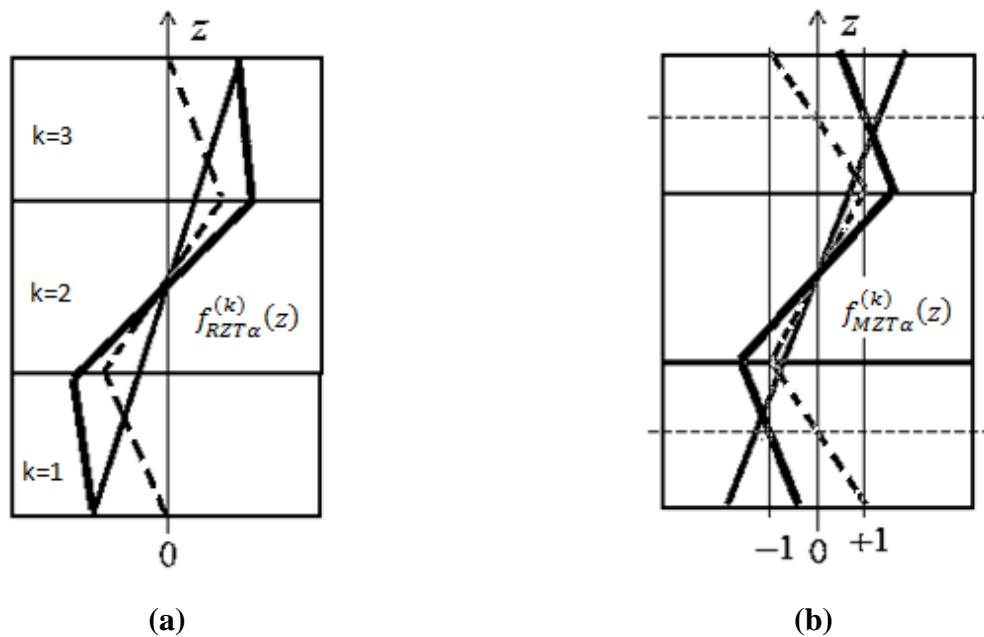 z
k=3
k=2
f_{RZTα}^{(k)}(z)
k=1
0
(a)
z
f_{MZTα}^{(k)}(z)
−1 0 +1
(b)